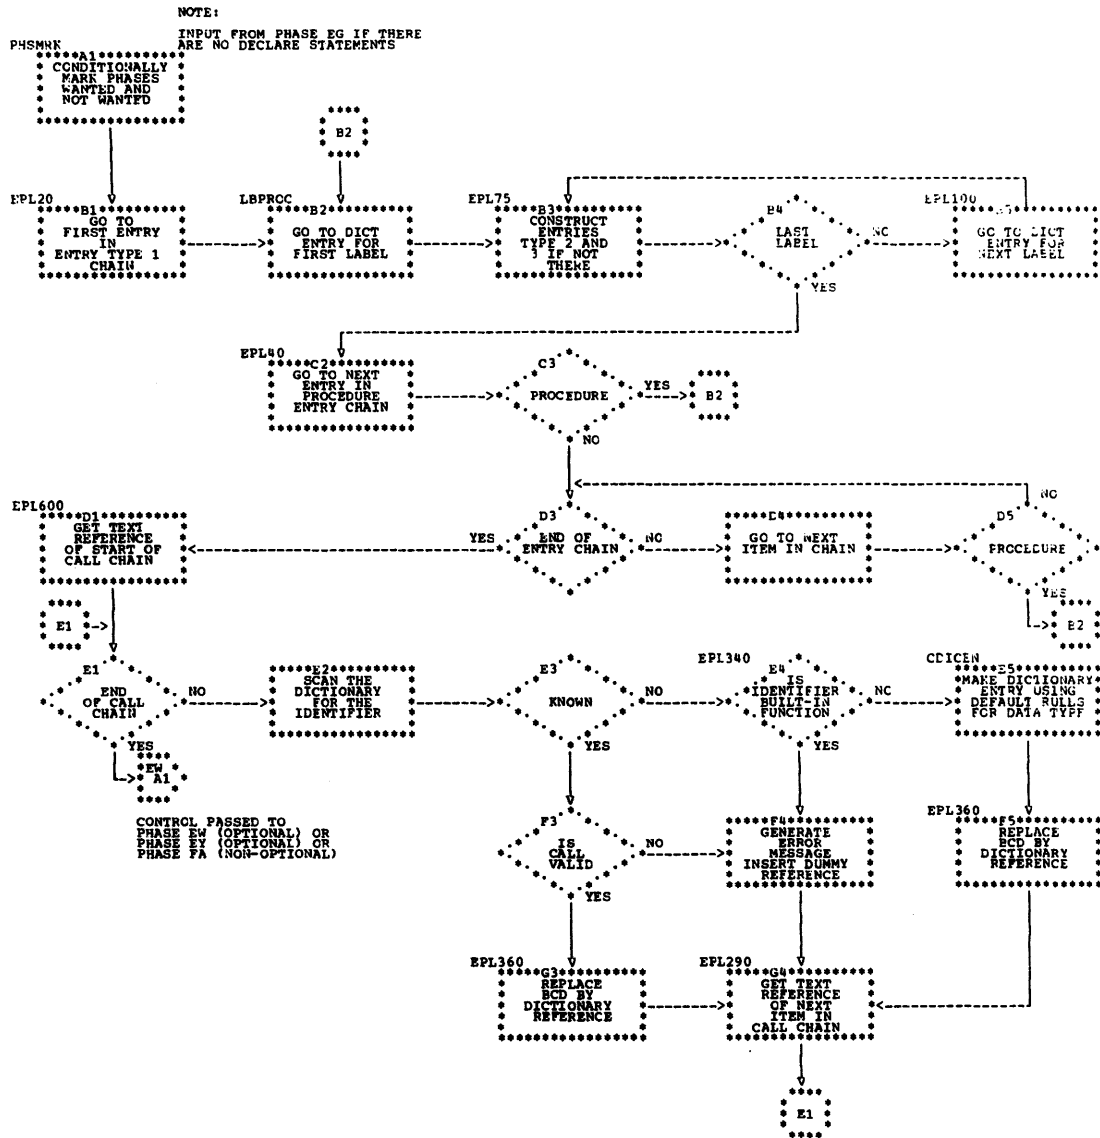 NOTE:
INPUT FROM PHASE EG IF THERE
ARE NO DECLARE STATEMENTS
PHSMRK
A1
CONDITIONALLY
MARK PHASES
WANTED AND
NOT WANTED
B2
EPL20
B1
GO TO
FIRST ENTRY
IN
ENTRY TYPE 1
CHAIN
LBPROC
B2
GO TO DICT
ENTRY FOR
FIRST LABEL
EPL75
B3
CONSTRUCT
ENTRIES
TYPE 2 AND
3 IF NOT
THERE
B4
LAST
LABEL
NO
YES
EPL100
B5
GO TO DICT
ENTRY FOR
NEXT LABEL
EPL40
C2
GO TO NEXT
ENTRY IN
PROCEDURE
ENTRY CHAIN
C3
PROCEDURE
YES
NO
B2
EPL600
D1
GET TEXT
REFERENCE
OF START OF
CALL CHAIN
YES
D3
END OF
ENTRY CHAIN
NO
D4
GO TO NEXT
ITEM IN CHAIN
NO
D5
PROCEDURE
YES
B2
E1
E1
END
OF CALL
CHAIN
NO
YES
E2
SCAN THE
DICTIONARY
FOR THE
IDENTIFIER
E3
KNOWN
NO
YES
EPL340
E4
IS
IDENTIFIER
BUILT-IN
FUNCTION
NO
YES
CDICEN
E5
MAKE DICTIONARY
ENTRY USING
DEFAULT RULES
FOR DATA TYPE
EW
A1
CONTROL PASSED TO
PHASE EW (OPTIONAL) OR
PHASE EY (OPTIONAL) OR
PHASE FA (NON-OPTIONAL)
F3
IS
CALL
VALID
NO
YES
F4
GENERATE
ERROR
MESSAGE
INSERT DUMMY
REFERENCE
EPL360
F5
REPLACE
BCD BY
DICTIONARY
REFERENCE
EPL360
G3
REPLACE
BCD BY
DICTIONARY
REFERENCE
EPL290
G4
GET TEXT
REFERENCE
OF NEXT
ITEM IN
CALL CHAIN
E1